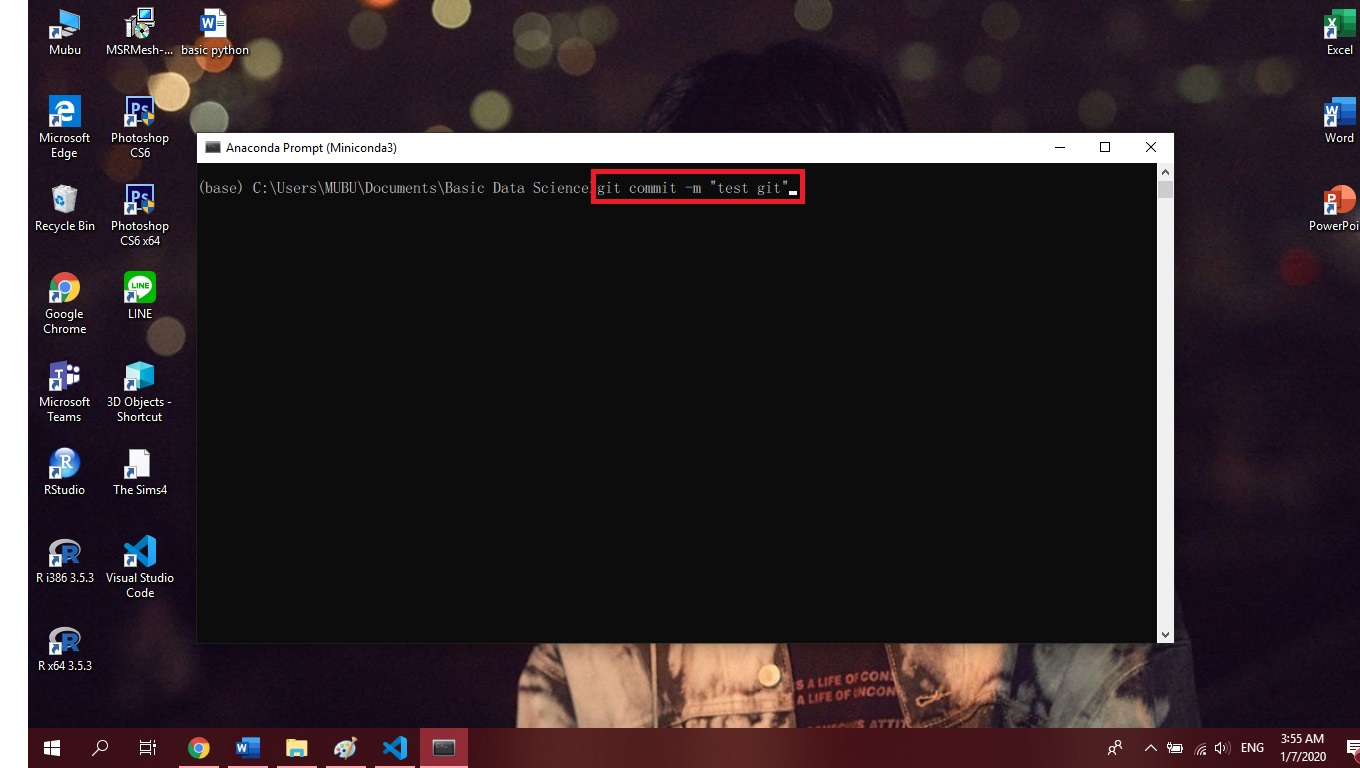 Mubu
MSRMesh-...
basic python
Excel
Microsoft
Edge
Photoshop
CS6
Word
Anaconda Prompt (Miniconda3)
(base) C:\Users\MUBU\Documents\Basic Data Science>git commit -m "test git"
Recycle Bin
Photoshop
CS6 x64
PowerPoi
Google
Chrome
LINE
LINE
Microsoft
Teams
3D Objects -
Shortcut
RStudio
The Sims4
R i386 3.5.3
Visual Studio
Code
R x64 3.5.3
S A LIFE OF CONS
A LIFE OF UNCON
ATTIT
ENG
3:55 AM
1/7/2020